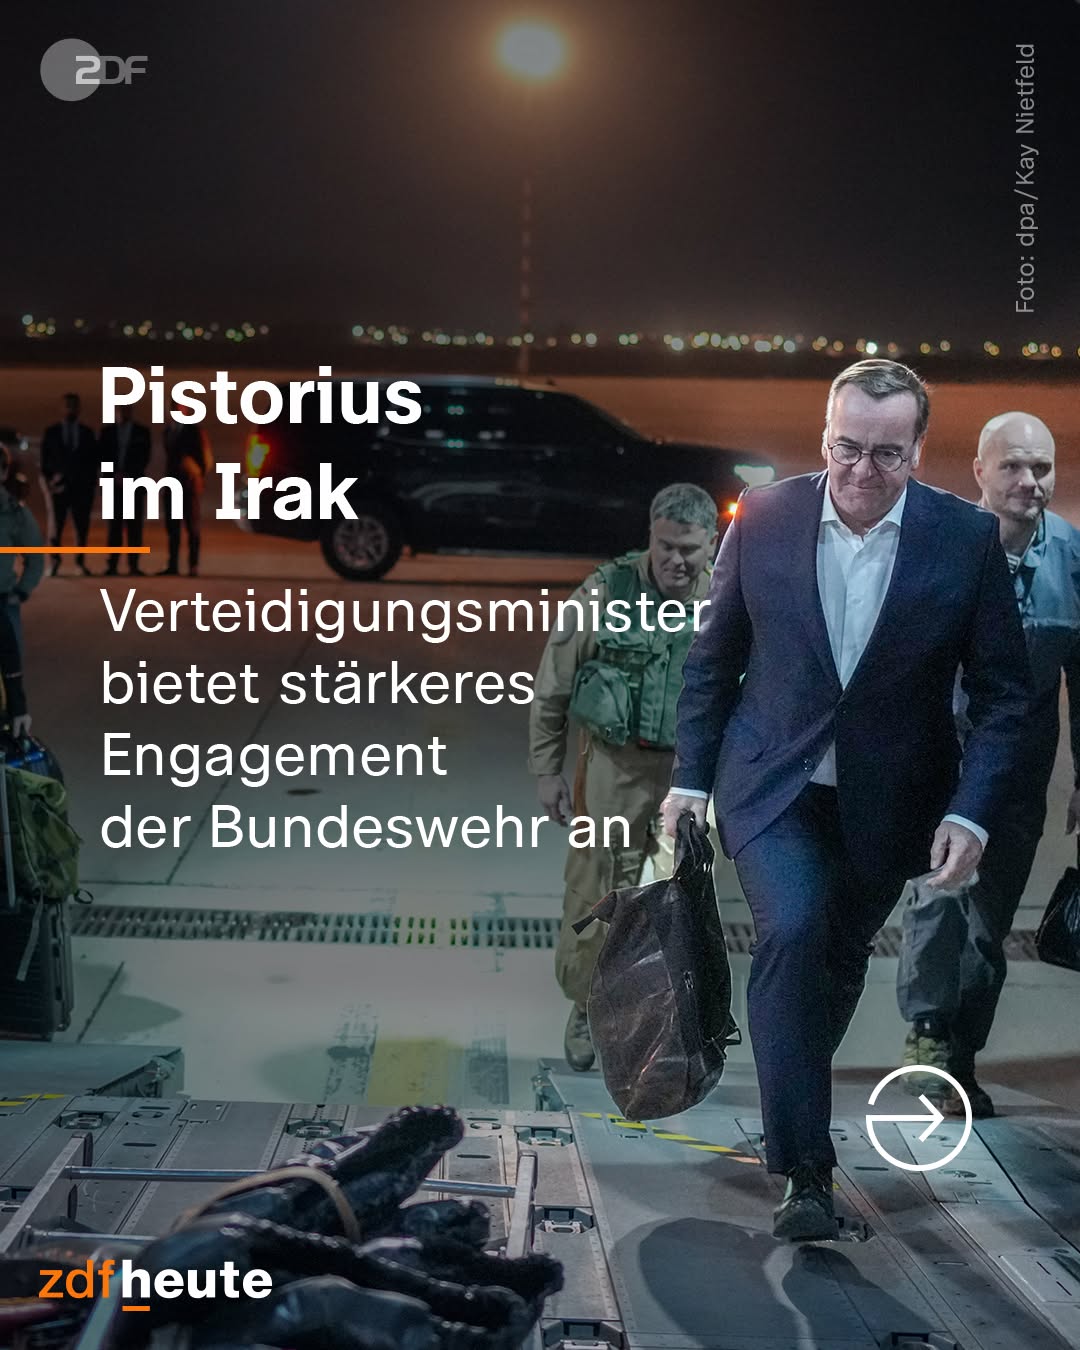 ZDF
Foto: dpa/Kay Nietfeld
Pistorius
im Irak
Verteidigungsminister
bietet stärkeres
Engagement
der Bundeswehr an
zdfheute